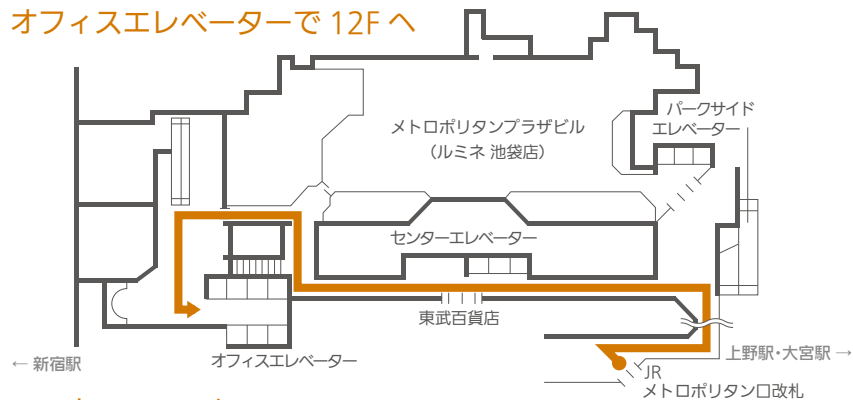 オフィスエレベーターで 12F へ
パークサイド
エレベーター
メトロポリタンプラザビル
（ルミネ 池袋店）
センターエレベーター
東武百貨店
← 新宿駅
オフィスエレベーター
上野駅・大宮駅 →
JR
メトロポリタン口改札